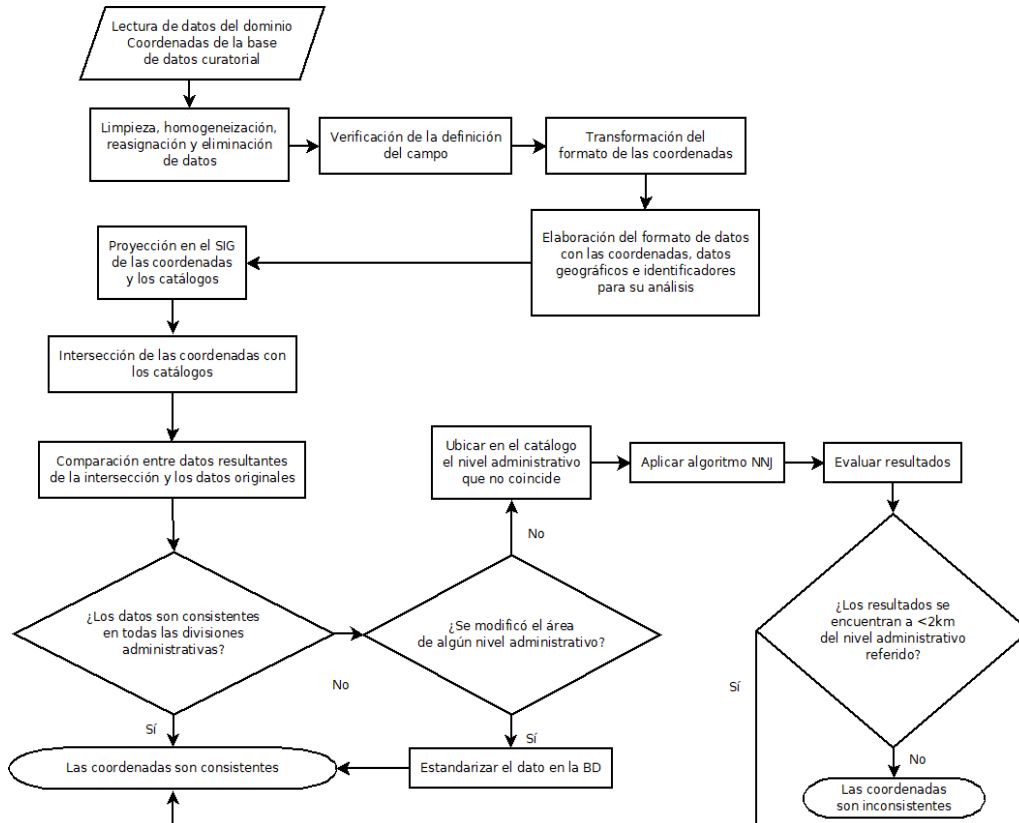 Lectura de datos del dominio
Coordenadas de la base
de datos curatorial
Limpieza, homogeneización,
reasignación y eliminación
de datos
Verificación de la definición
del campo
Transformación del
formato de las coordenadas
Elaboración del formato de datos
con las coordenadas, datos
geográficos e identificadores
para su análisis
Proyección en el SIG
de las coordenadas
y los catálogos
Intersección de las coordenadas con
los catálogos
Comparación entre datos resultantes
de la intersección y los datos originales
¿Los datos son consistentes
en todas las divisiones
administrativas?
No
Sí
¿Se modificó el área
de algún nivel administrativo?
No
Sí
Ubicar en el catálogo
el nivel administrativo
que no coincide
Aplicar algoritmo NNJ
Evaluar resultados
¿Los resultados se
encuentran a <2km
del nivel administrativo
referido?
Sí
No
Estandarizar el dato en la BD
Las coordenadas son consistentes
Las coordenadas
son inconsistentes